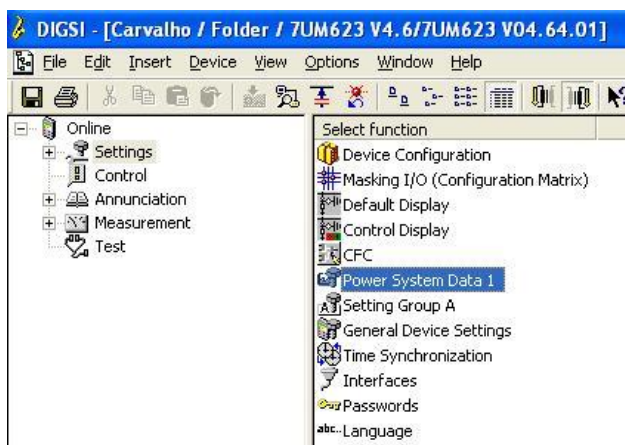 DIGSI - [Carvalho / Folder / 7UM623 V4.6/7UM623 V04.64.01]
File Edit Insert Device View Options Window Help
Online
Settings
Control
Annunciation
Measurement
Test
Select function
Device Configuration
Masking I/O (Configuration Matrix)
Default Display
Control Display
CFC
Power System Data 1
Setting Group A
General Device Settings
Time Synchronization
Interfaces
Passwords
abc..Language